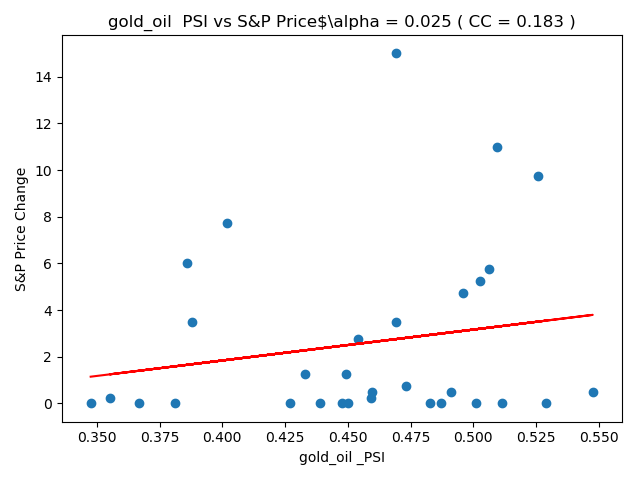 gold_oil  PSI vs S&P Price$\alpha = 0.025 ( CC = 0.183 )
14
12
10
8
6
4
2
0
S&P Price Change
0.350 0.375 0.400 0.425 0.450 0.475 0.500 0.525 0.550
gold_oil _PSI